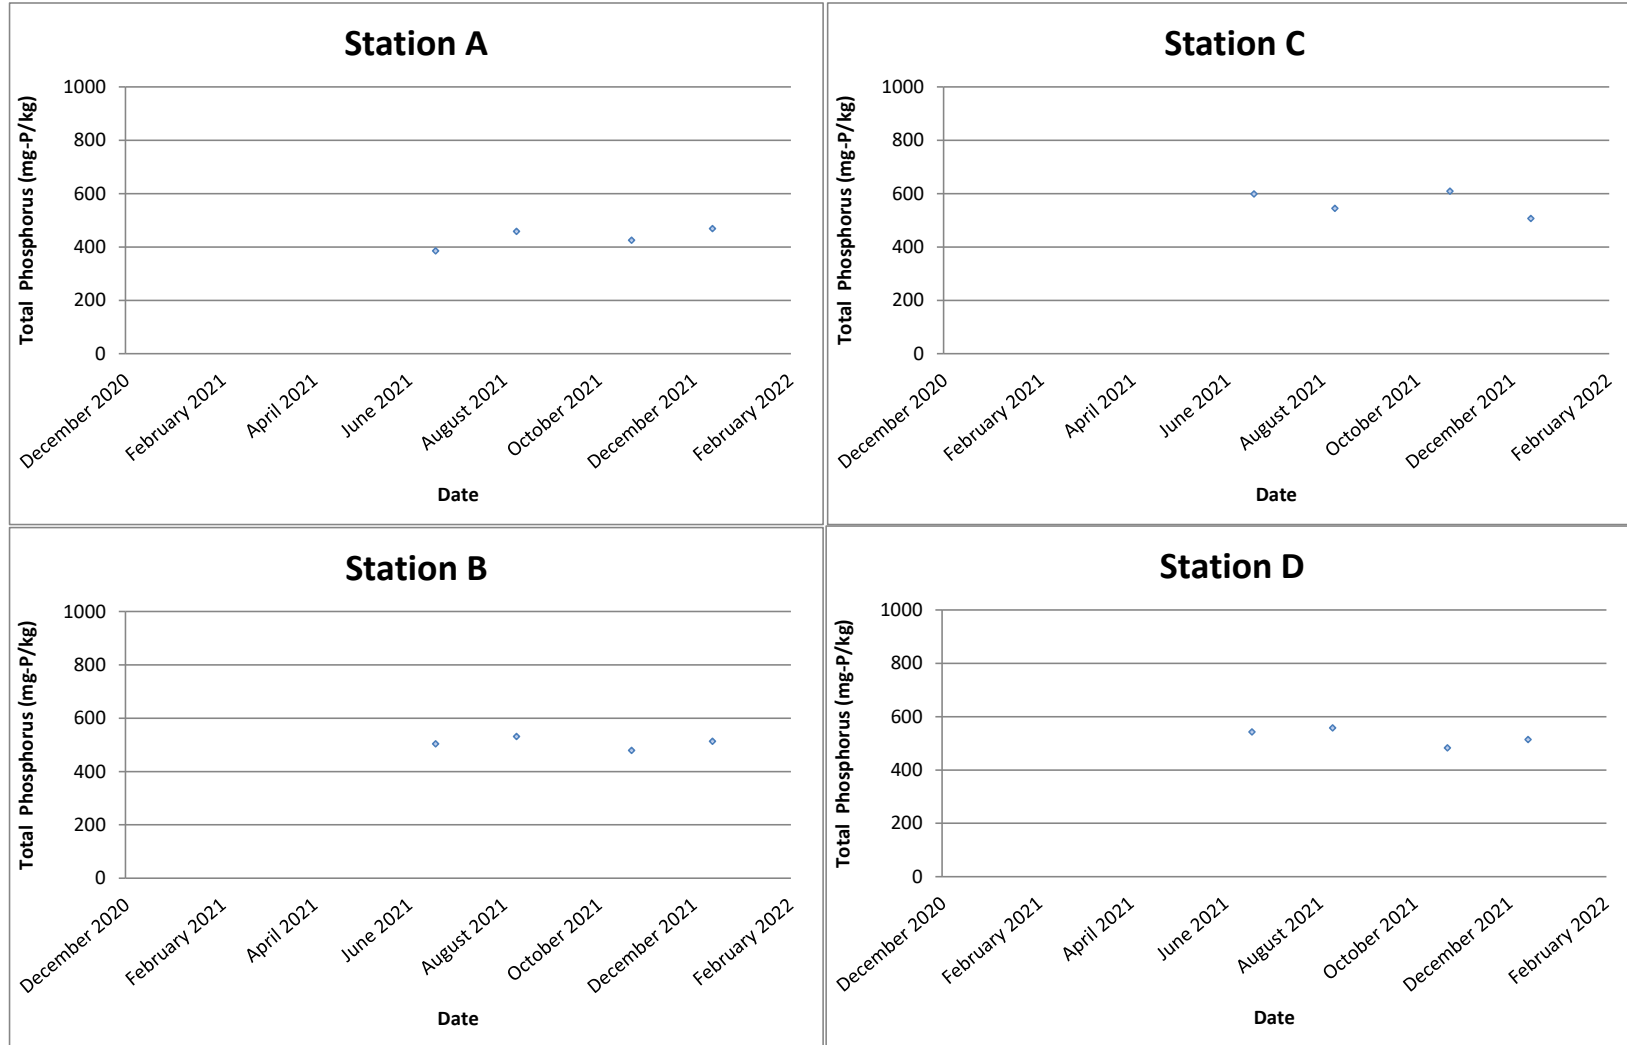 Station A
Total Phosphorus (mg-P/kg)
1000
800
600
400
200
0
December 2020
February 2021
April 2021
June 2021
August 2021
October 2021
December 2021
February 2022
Date
Station C
Total Phosphorus (mg-P/kg)
1000
800
600
400
200
0
December 2020
February 2021
April 2021
June 2021
August 2021
October 2021
December 2021
February 2022
Date
Station B
Total Phosphorus (mg-P/kg)
1000
800
600
400
200
0
December 2020
February 2021
April 2021
June 2021
August 2021
October 2021
December 2021
February 2022
Date
Station D
Total Phosphorus (mg-P/kg)
1000
800
600
400
200
0
December 2020
February 2021
April 2021
June 2021
August 2021
October 2021
December 2021
February 2022
Date